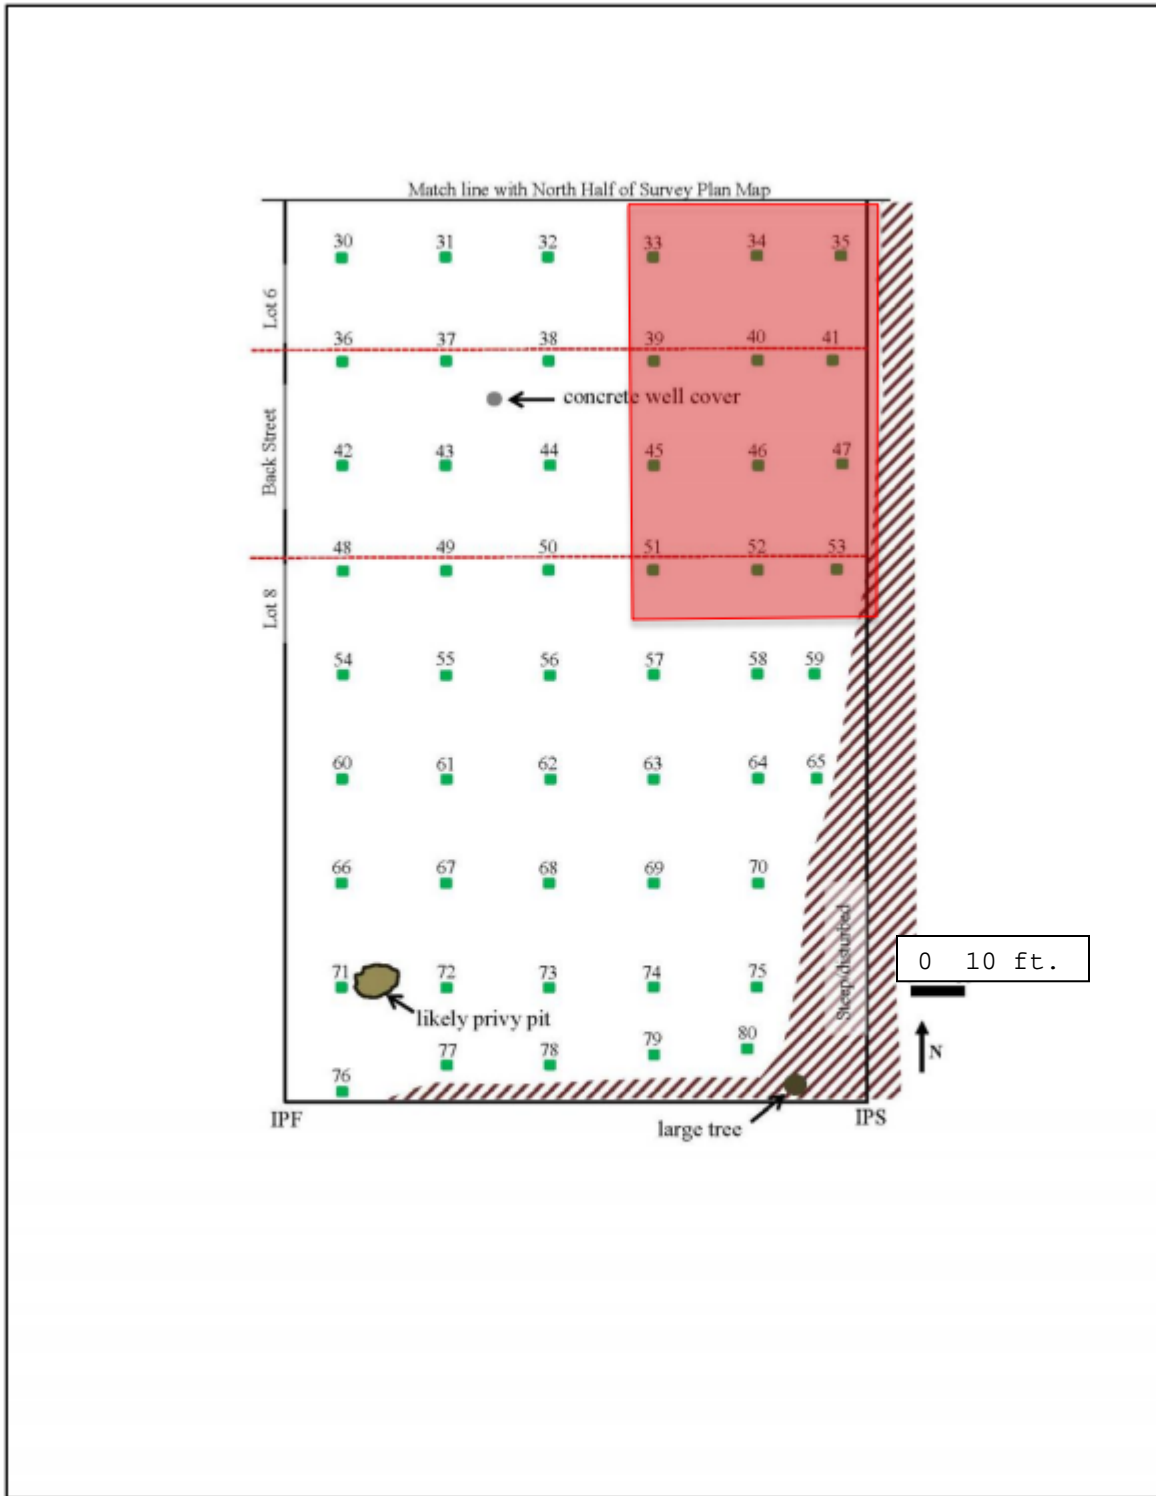 Match line with North Half of Survey Plan Map
30 31 32 33 34 35
Lot 6
36 37 38 39 40 41
concrete well cover
Back Street
42 43 44 45 46 47
48 49 50 51 52 53
Lot 8
54 55 56 57 58 59
60 61 62 63 64 65
66 67 68 69 70
Steep/disturbed
0 10 ft.
71 72 73 74 75
likely privy pit
N
77 78 79 80
76
IPF IPS
large tree